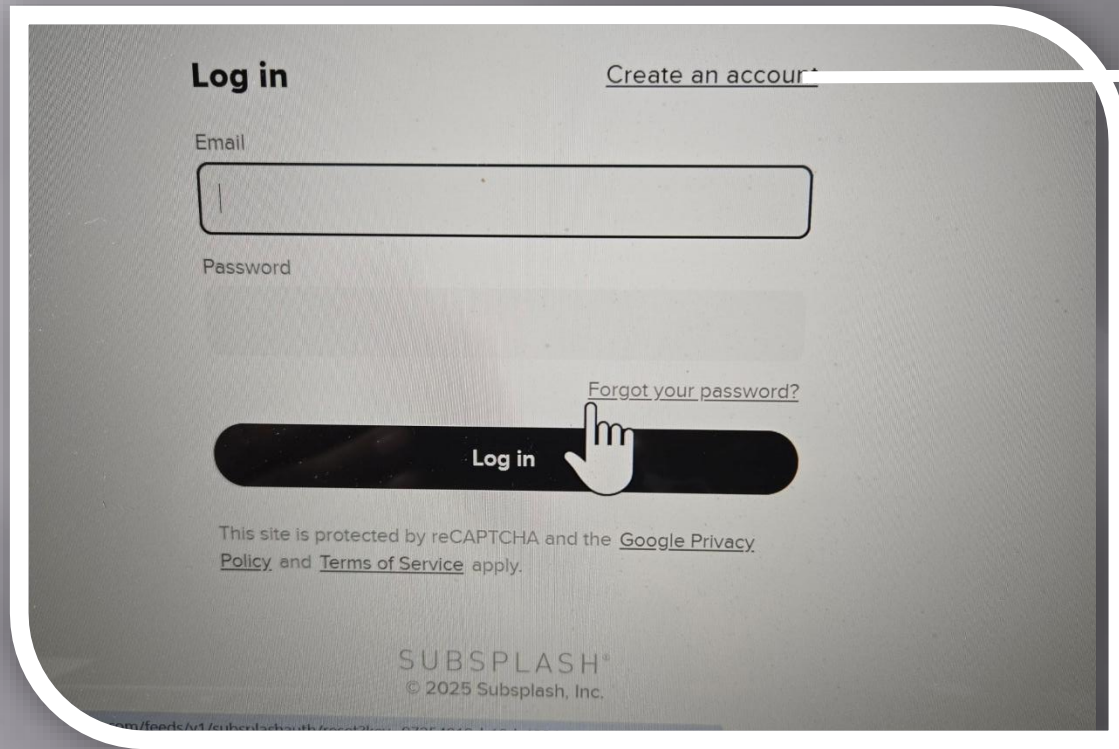 Log in
Create an account
Email
Password
Forgot your password?
Log in
This site is protected by reCAPTCHA and the Google Privacy
Policy and Terms of Service apply.
SUBSPLASH®
© 2025 Subsplash, Inc.